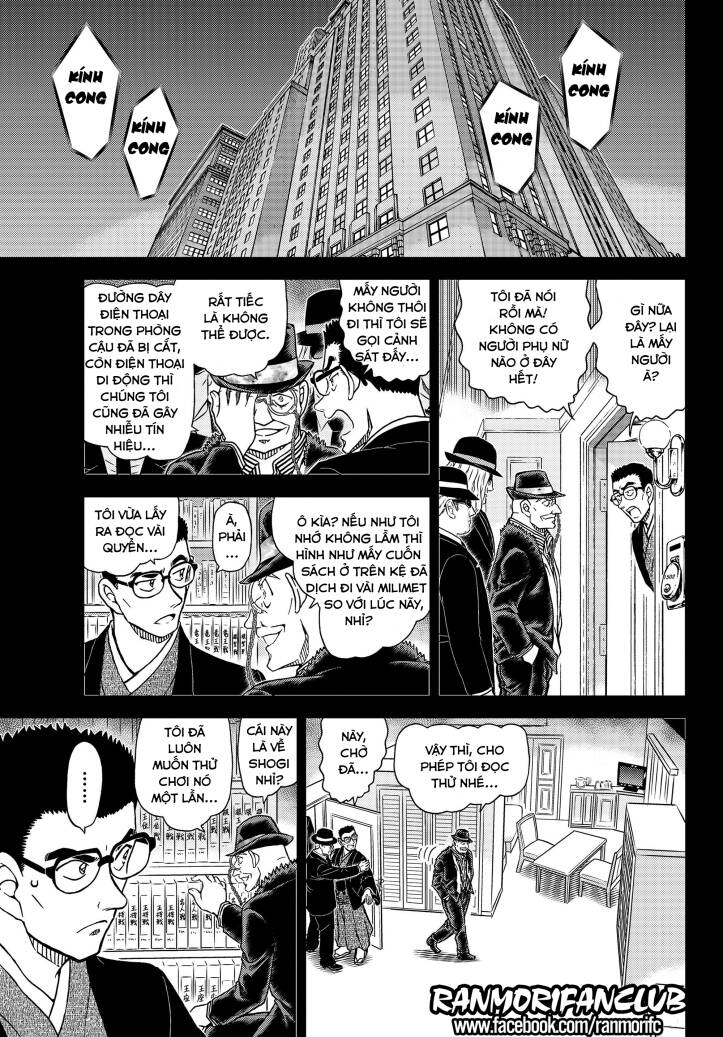 KÍNH
CONG
KÍNH
CONG
KÍNH
CONG
KÍNH
CONG
GÌ NỮA
ĐÂY? LẠI
LÀ MẤY
NGƯỜI
À?
TÔI ĐÃ NÓI
RỒI MÀ!
KHÔNG CÓ
NGƯỜI PHỤ NỮ
NÀO Ở ĐÂY
HẾT!
502
MẤY NGƯỜI
KHÔNG THÔI
ĐI THÌ TÔI SẼ
GỌI CẢNH
SÁT ĐẤY...
RẤT TIẾC
LÀ KHÔNG
THỂ ĐƯỢC.
ĐƯỜNG DÂY
ĐIỆN THOẠI
TRONG PHÒNG
CẬU ĐÃ BỊ CẮT,
CÒN ĐIỆN THOẠI
DI ĐỘNG THÌ
CHÚNG TÔI
CŨNG ĐÃ GÂY
NHIỄU TÍN
HIỆU...
Ô KÌA? NẾU NHƯ TÔI
NHỚ KHÔNG LẦM THÌ
HÌNH NHƯ MẤY CUỐN
SÁCH Ở TRÊN KỆ ĐÃ
DỊCH ĐI VÀI MILIMET
SO VỚI LÚC NÃY,
NHỈ?
À,
PHẢI
...
TÔI VỪA LẤY
RA ĐỌC VÀI
QUYỂN...
VẬY THÌ, CHO
PHÉP TÔI ĐỌC
THỬ NHÉ...
NÀY,
CHỜ
ĐÃ...
CÁI NÀY
LÀ VỀ
SHOGI
NHỈ?
TÔI ĐÃ
LUÔN
MUỐN THỬ
CHƠI NÓ
MỘT LẦN...
......
RANMORIFANCLUB
www.facebook.com/ranmorifc